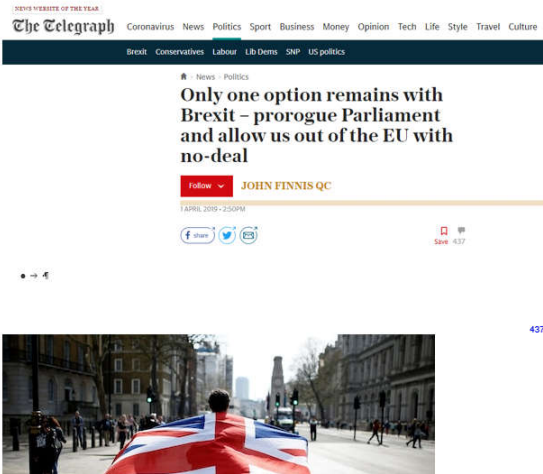 NEWS WEBSITE OF THE YEAR
The Telegraph
Coronavirus News Politics Sport Business Money Opinion Tech Life Style Travel Culture
Brexit Conservatives Labour Lib Dems SNP US politics
News Politics
Only one option remains with
Brexit – prorogue Parliament
and allow us out of the EU with
no-deal
Follow JOHN FINNIS QC
1 APRIL 2019 • 2:50PM
f share
Save 437
• → ¶
437